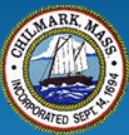 CHILMARK, MASS.
INCORPORATED SEPT. 14, 1694